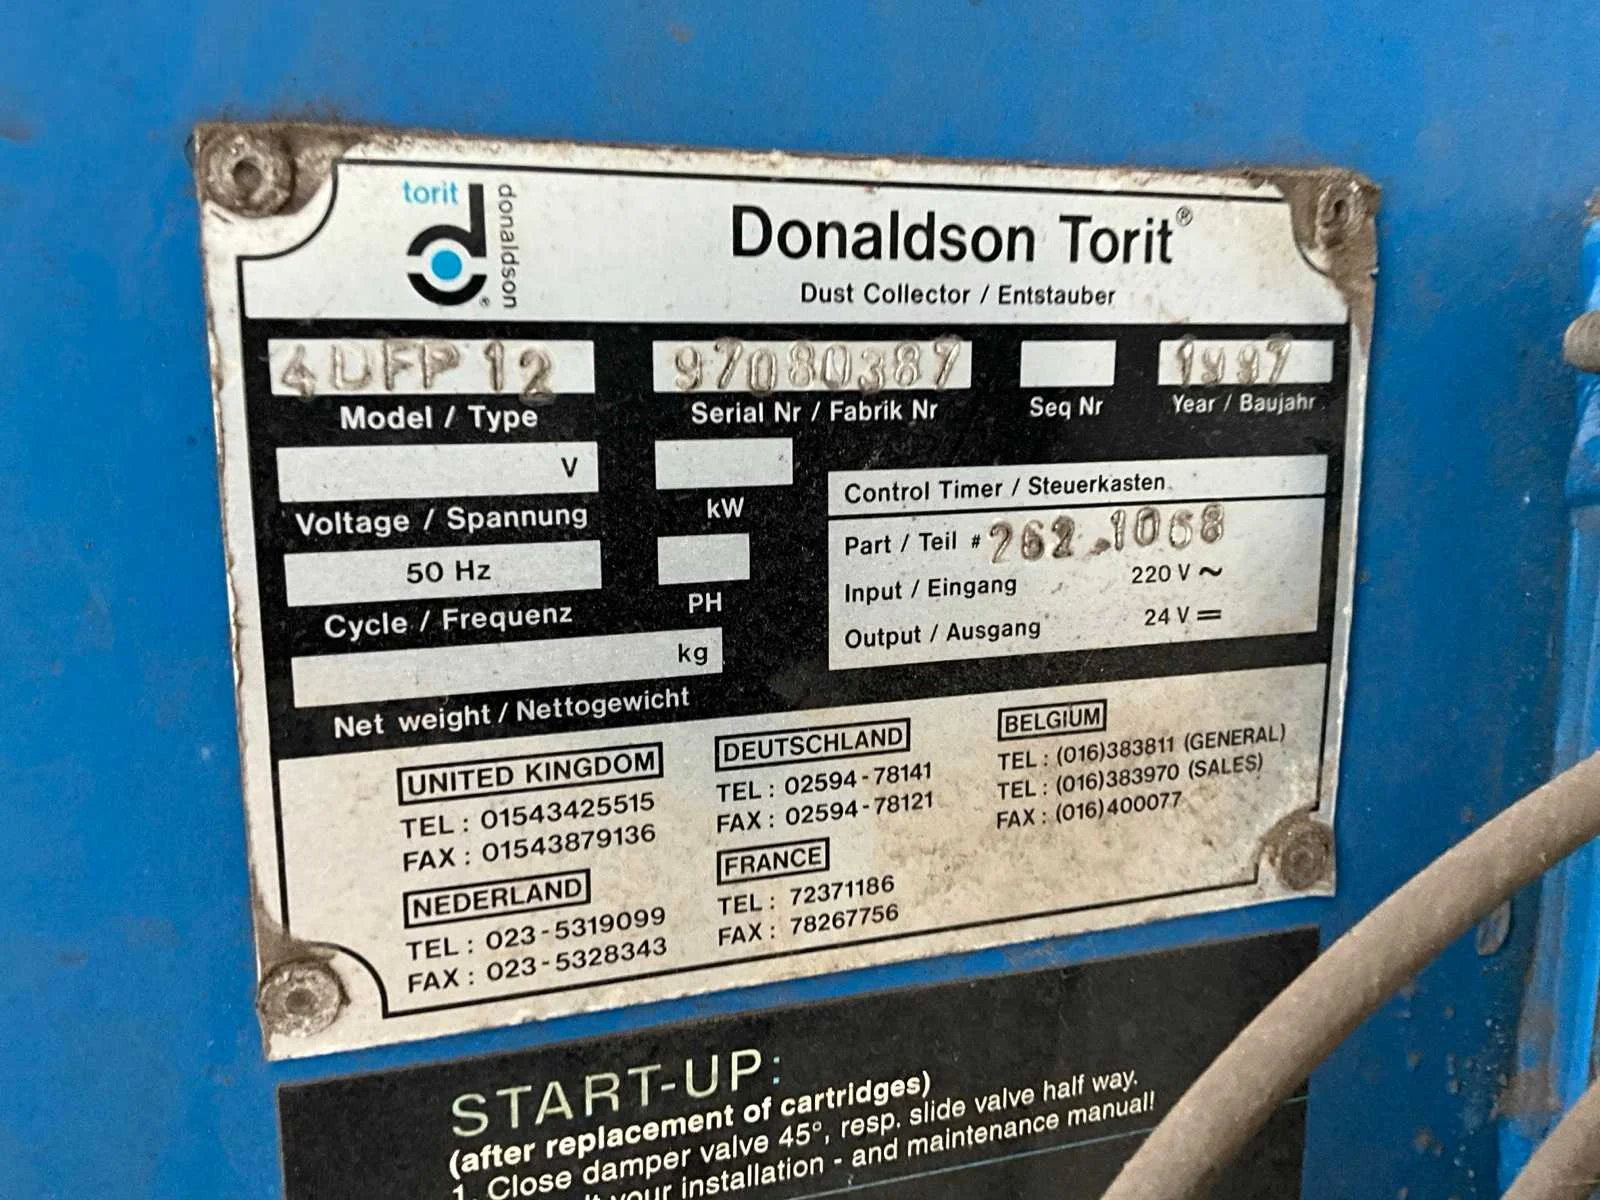 torit
donaldson
Donaldson Torit®
Dust Collector / Entstauber
4DFP12 97080387 1997
Model / Type Serial Nr / Fabrik Nr Seq Nr Year / Baujahr
V
Voltage / Spannung kW
50 Hz
Cycle / Frequenz PH
kg
Net weight / Nettogewicht
Control Timer / Steuerkasten
Part / Teil # 262.1068
Input / Eingang 220 V ~
Output / Ausgang 24 V ⎓
UNITED KINGDOM
TEL : 01543425515
FAX : 01543879136
NEDERLAND
TEL : 023-5319099
FAX : 023-5328343
DEUTSCHLAND
TEL : 02594-78141
FAX : 02594-78121
FRANCE
TEL : 72371186
FAX : 78267756
BELGIUM
TEL : (016)383811 (GENERAL)
TEL : (016)383970 (SALES)
FAX : (016)400077
START-UP:
(after replacement of cartridges)
1. Close damper valve 45°, resp. slide valve half way.
your installation - and maintenance manual!